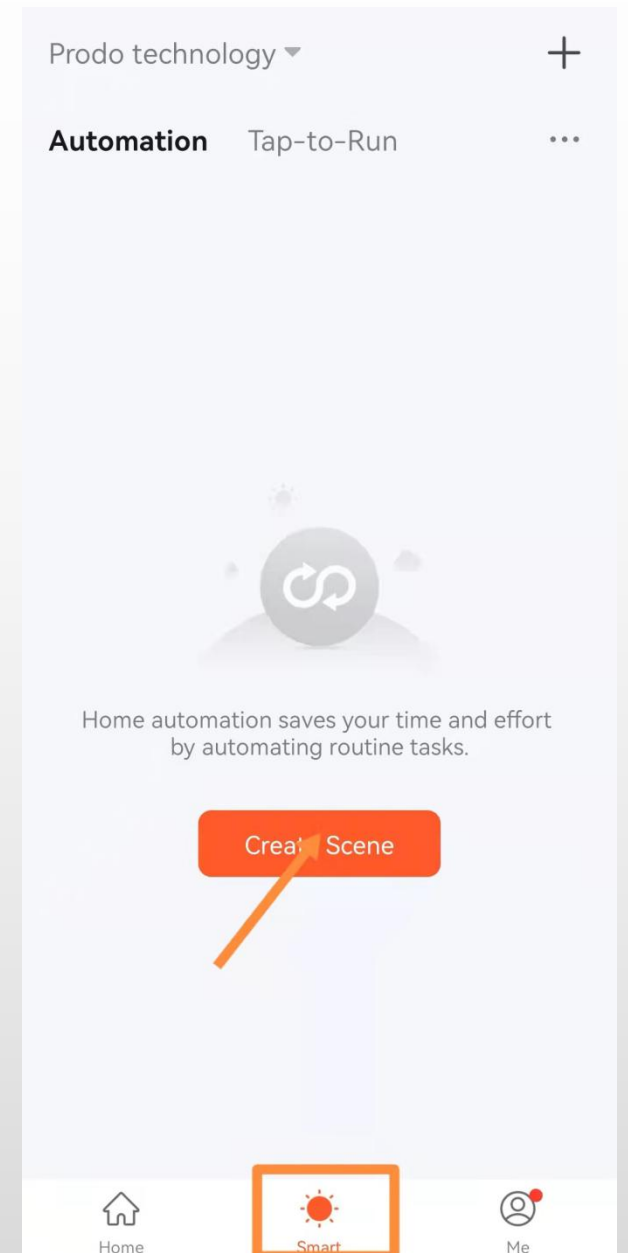 Prodo technology
Automation Tap-to-Run
Home automation saves your time and effort
by automating routine tasks.
Create Scene
Home Smart Me